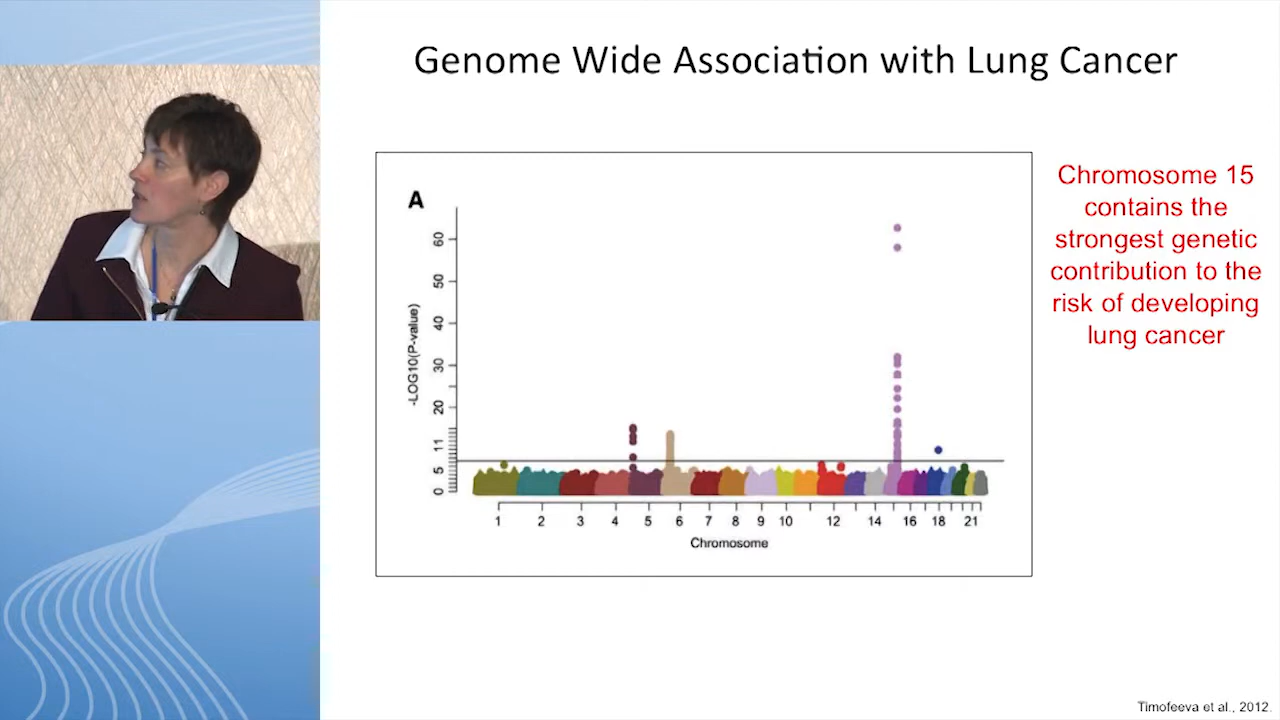 Genome Wide Association with Lung Cancer
A
-LOG10(P-value)
60
50
40
30
20
11
5
0
1 2 3 4 5 6 7 8 9 10 12 14 16 18 21
Chromosome
Chromosome 15
contains the
strongest genetic
contribution to the
risk of developing
lung cancer
Timofeeva et al., 2012.